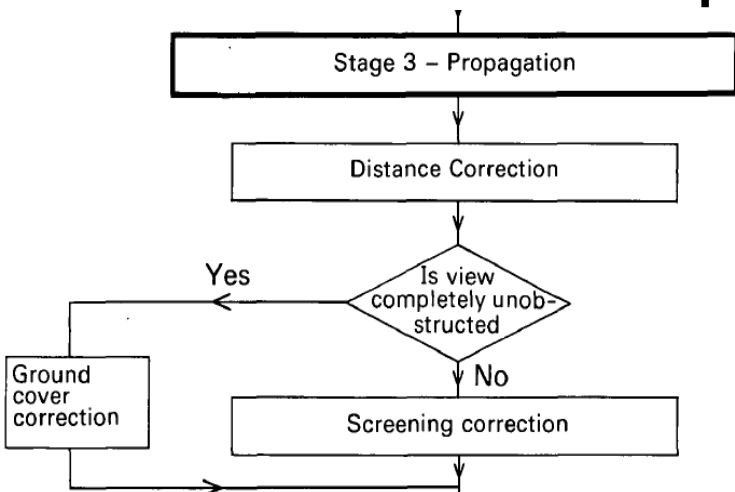 Stage 3 – Propagation
Distance Correction
Is view
completely unob-
structed
Yes
No
Ground
cover
correction
Screening correction